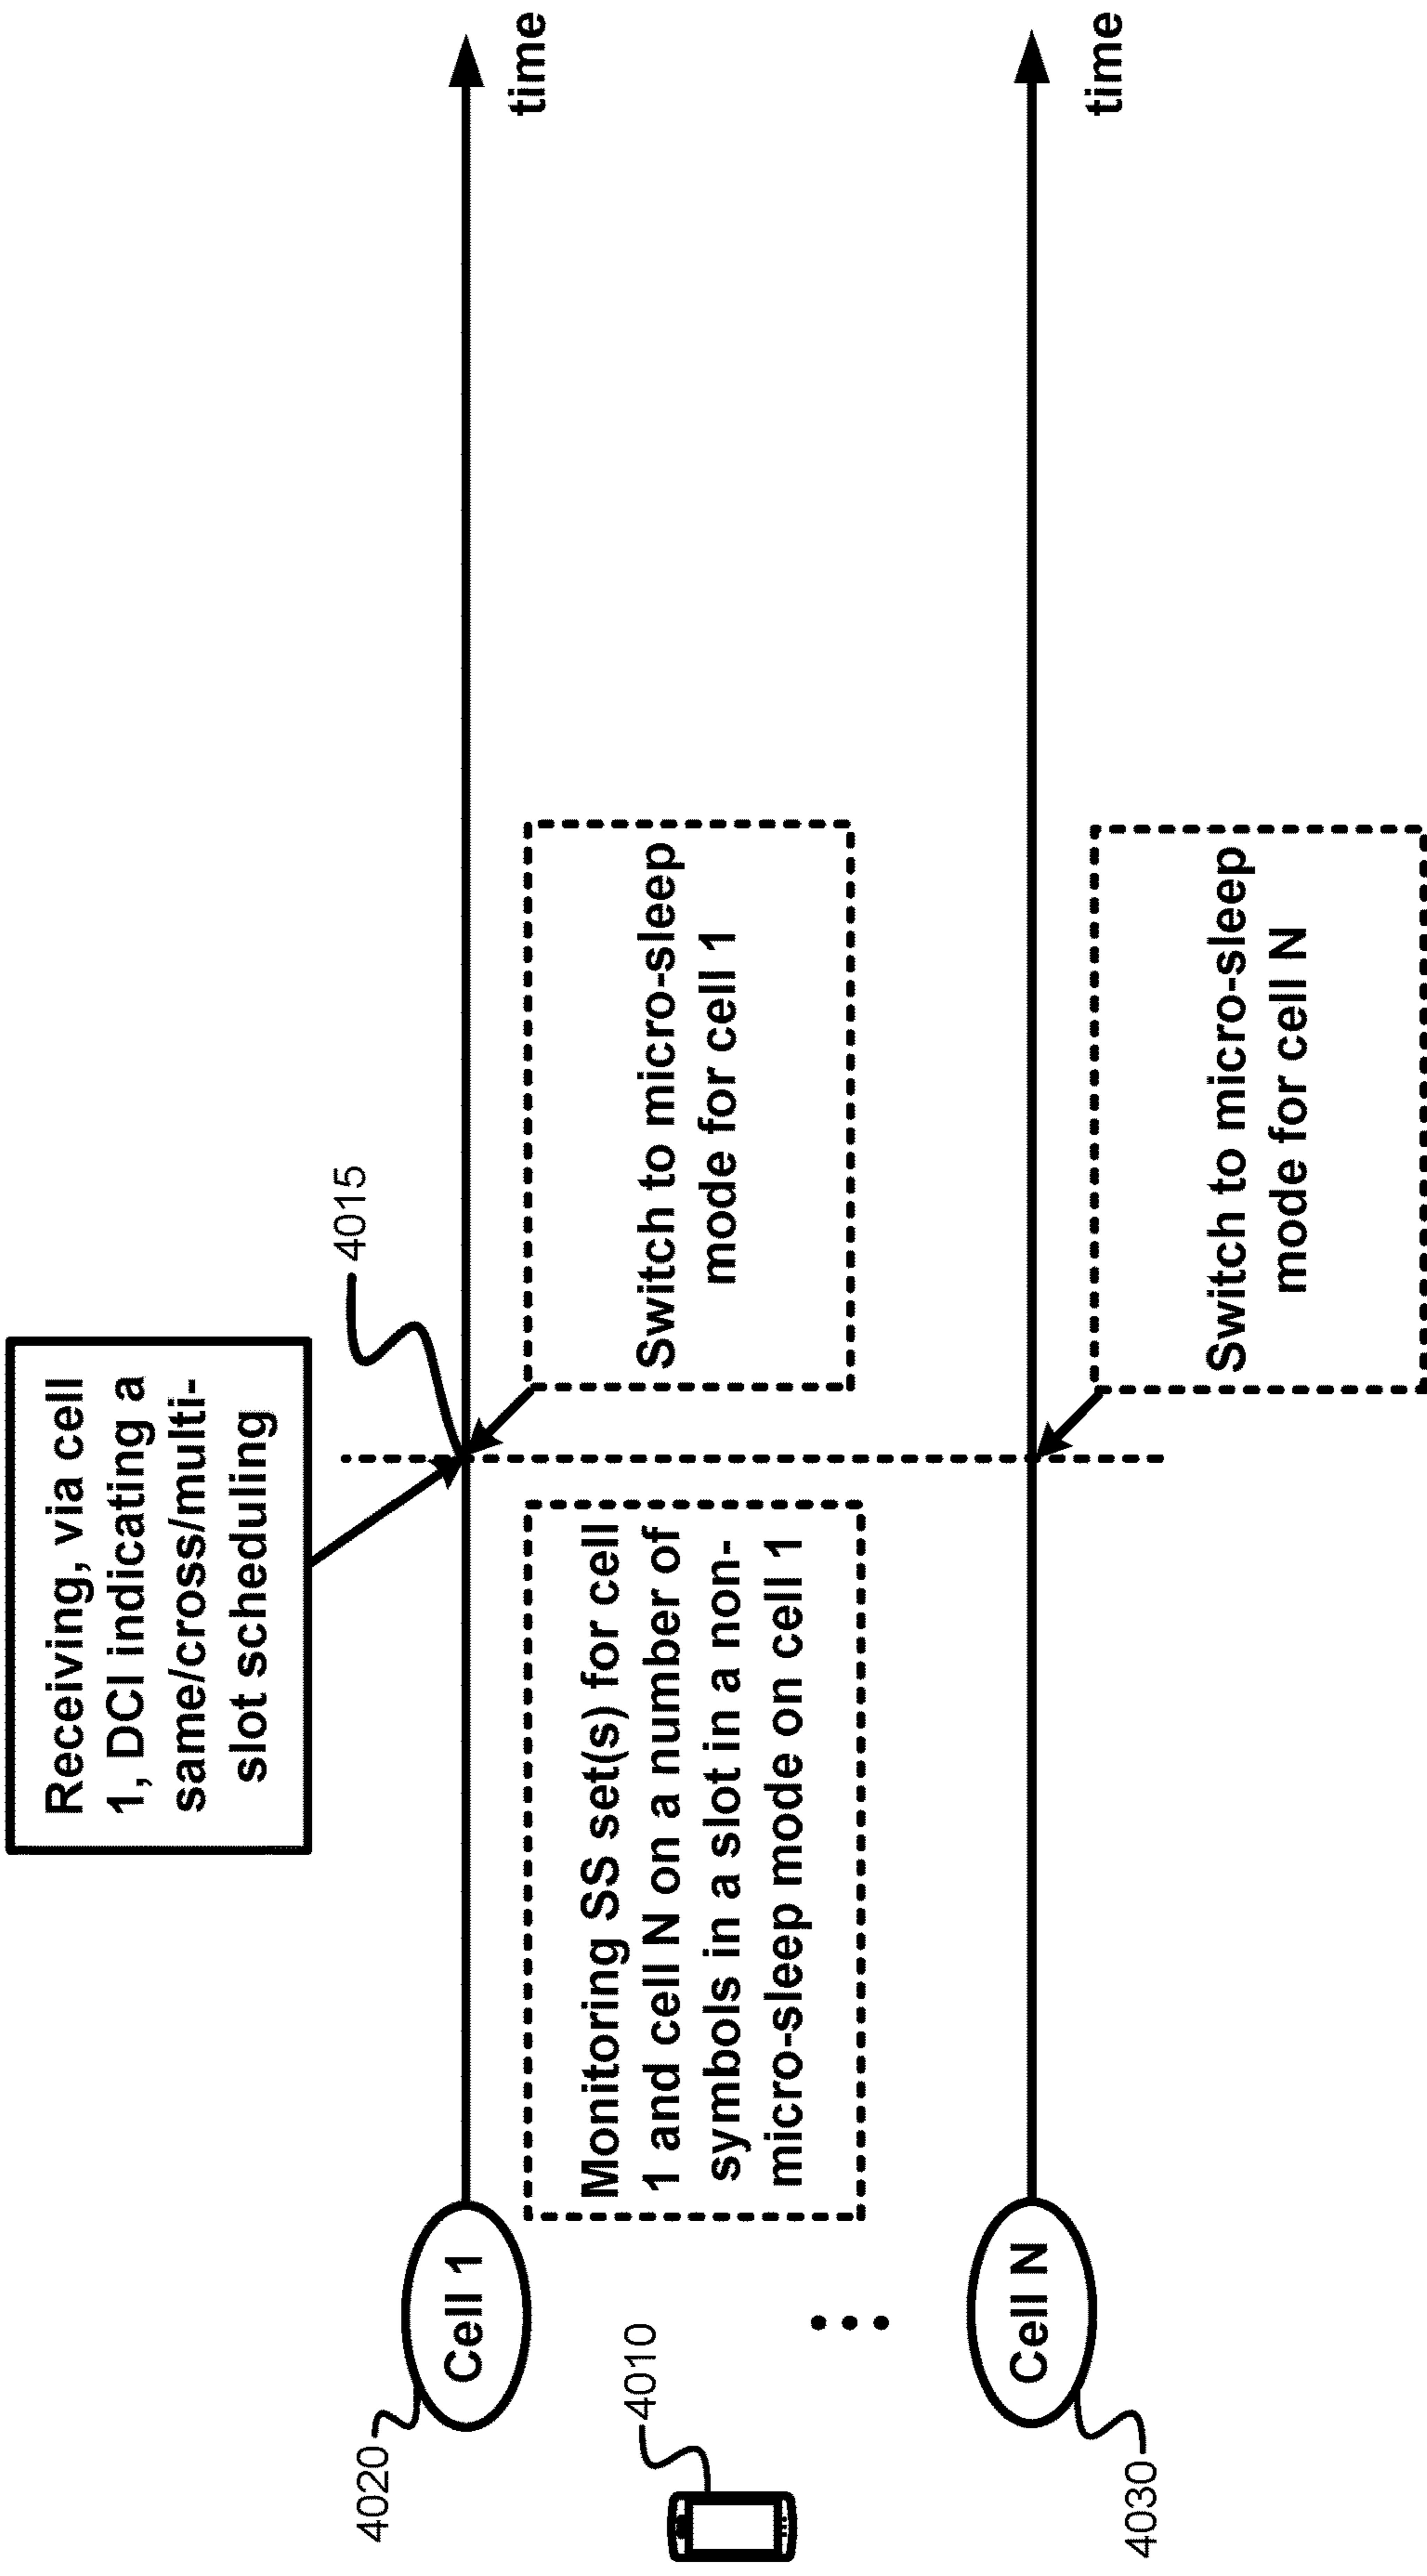 Receiving, via cell
1, DCI indicating a
same/cross/multi-
slot scheduling
4015
4020
Cell 1
time
Monitoring SS set(s) for cell
1 and cell N on a number of
symbols in a slot in a non-
micro-sleep mode on cell 1
Switch to micro-sleep
mode for cell 1
4010
Cell N
time
4030
Switch to micro-sleep
mode for cell N